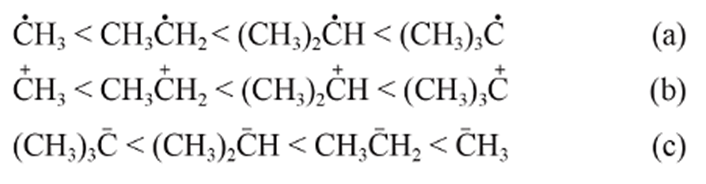 ĊH₃ < CH₃ĊH₂ < (CH₃)₂ĊH < (CH₃)₃Ċ (a)
C⁺H₃ < CH₃C⁺H₂ < (CH₃)₂C⁺H < (CH₃)₃C⁺ (b)
(CH₃)₃C̄ < (CH₃)₂C̄H < CH₃C̄H₂ < C̄H₃ (c)